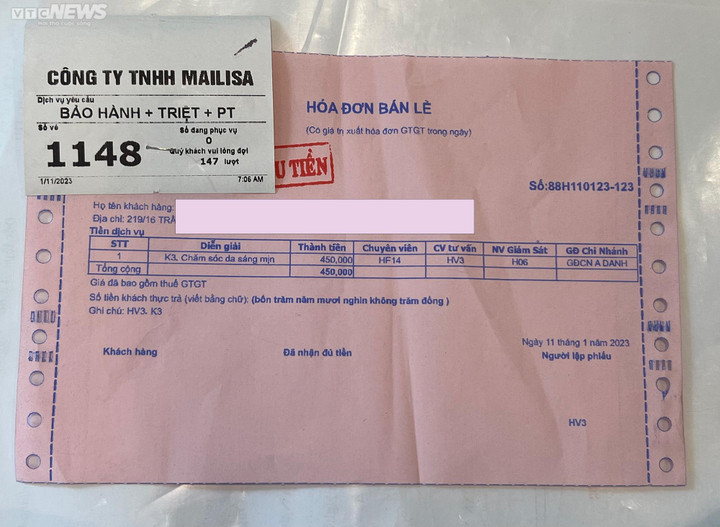 VTC NEWS
CÔNG TY TNHH MAILISA
Dịch vụ yêu cầu
BẢO HÀNH + TRIỆT + PT
Số vé
1148
Số đang phục vụ
0
Quý khách vui lòng đợi
147 lượt
1/11/2023 7:06 AM
HÓA ĐƠN BÁN LẺ
(Có giá trị xuất hóa đơn GTGT trong ngày)
U TIỀN
Số:88H110123-123
Họ tên khách hàng:
Địa chỉ: 219/16 TRÀ
Tiền dịch vụ
STT Diễn giải Thành tiền Chuyên viên CV tư vấn NV Giám Sát GĐ Chi Nhánh
1 K3. Chăm sóc da sáng mịn 450,000 HF14 HV3 H06 GĐCN A DANH
Tổng cộng 450,000
Giá đã bao gồm thuế GTGT
Số tiền khách thực trả (viết bằng chữ): (bốn trăm năm mươi nghìn không trăm đồng )
Ghi chú: HV3. K3
Ngày 11 tháng 1 năm 2023
Khách hàng Đã nhận đủ tiền Người lập phiếu
HV3